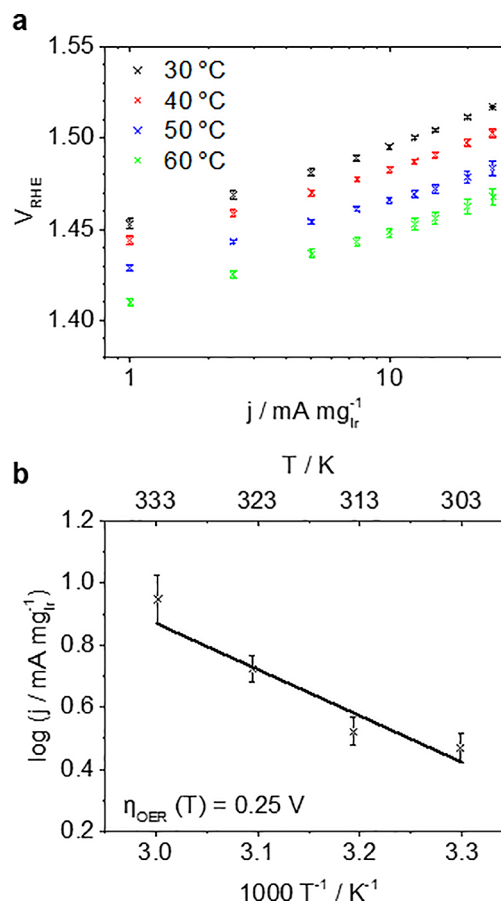 a
1.55
1.50
1.45
1.40
V_RHE
× 30 °C
× 40 °C
× 50 °C
× 60 °C
1 10
j / mA mg_Ir^-1
b
T / K
333 323 313 303
1.2
1.0
0.8
0.6
0.4
0.2
log (j / mA mg_Ir^-1)
η_OER (T) = 0.25 V
3.0 3.1 3.2 3.3
1000 T^-1 / K^-1